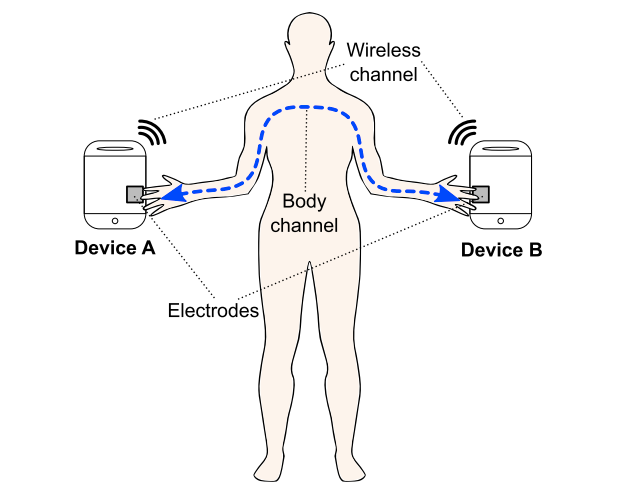 Wireless
channel
Body
channel
Device A
Device B
Electrodes